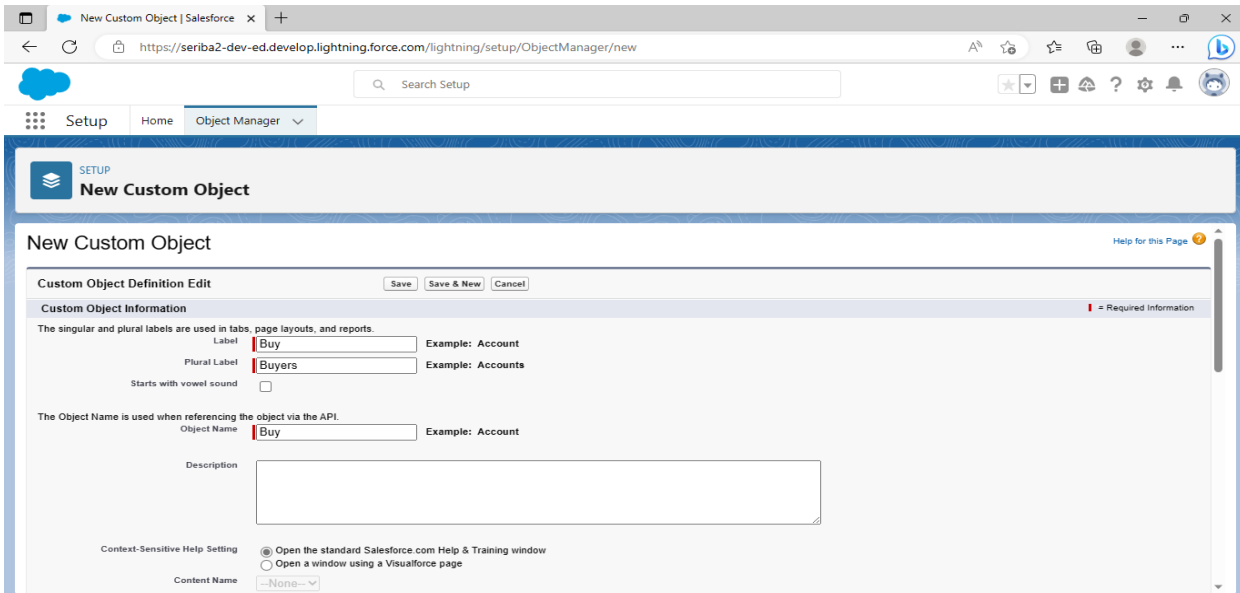 New Custom Object | Salesforce
https://seriba2-dev-ed.develop.lightning.force.com/lightning/setup/ObjectManager/new
Search Setup
Setup Home Object Manager
SETUP
New Custom Object
New Custom Object
Help for this Page ?
Custom Object Definition Edit Save Save & New Cancel
Custom Object Information = Required Information
The singular and plural labels are used in tabs, page layouts, and reports.
Label Buy Example: Account
Plural Label Buyers Example: Accounts
Starts with vowel sound
The Object Name is used when referencing the object via the API.
Object Name Buy Example: Account
Description
Context-Sensitive Help Setting Open the standard Salesforce.com Help & Training window
Open a window using a Visualforce page
Content Name --None--